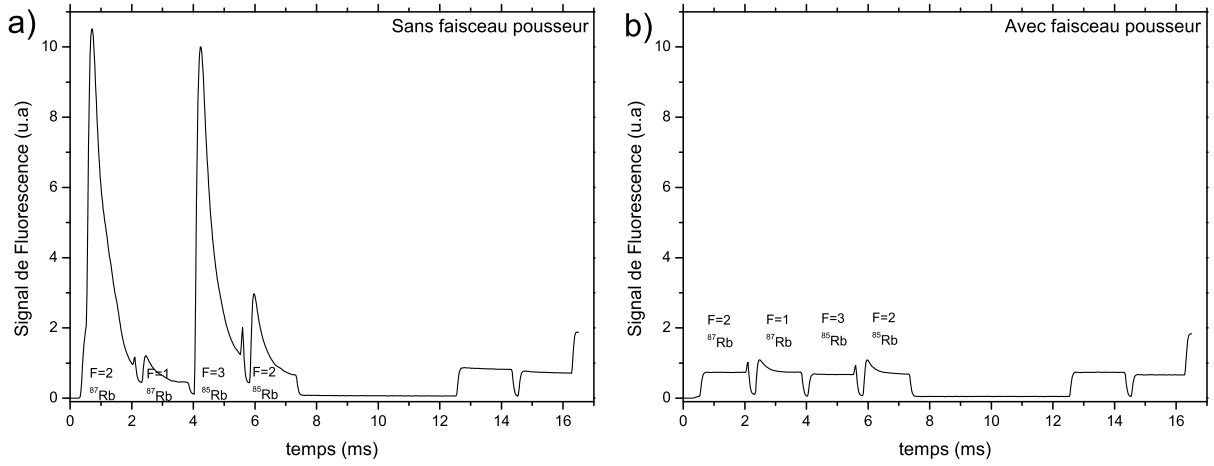 a)
Sans faisceau pousseur
Signal de Fluorescence (u.a)
10
8
6
4
2
0
F=2
⁸⁷Rb
F=1
⁸⁷Rb
F=3
⁸⁵Rb
F=2
⁸⁵Rb
0 2 4 6 8 10 12 14 16
temps (ms)
b)
Avec faisceau pousseur
Signal de Fluorescence (u.a)
10
8
6
4
2
0
F=2
⁸⁷Rb
F=1
⁸⁷Rb
F=3
⁸⁵Rb
F=2
⁸⁵Rb
0 2 4 6 8 10 12 14 16
temps (ms)